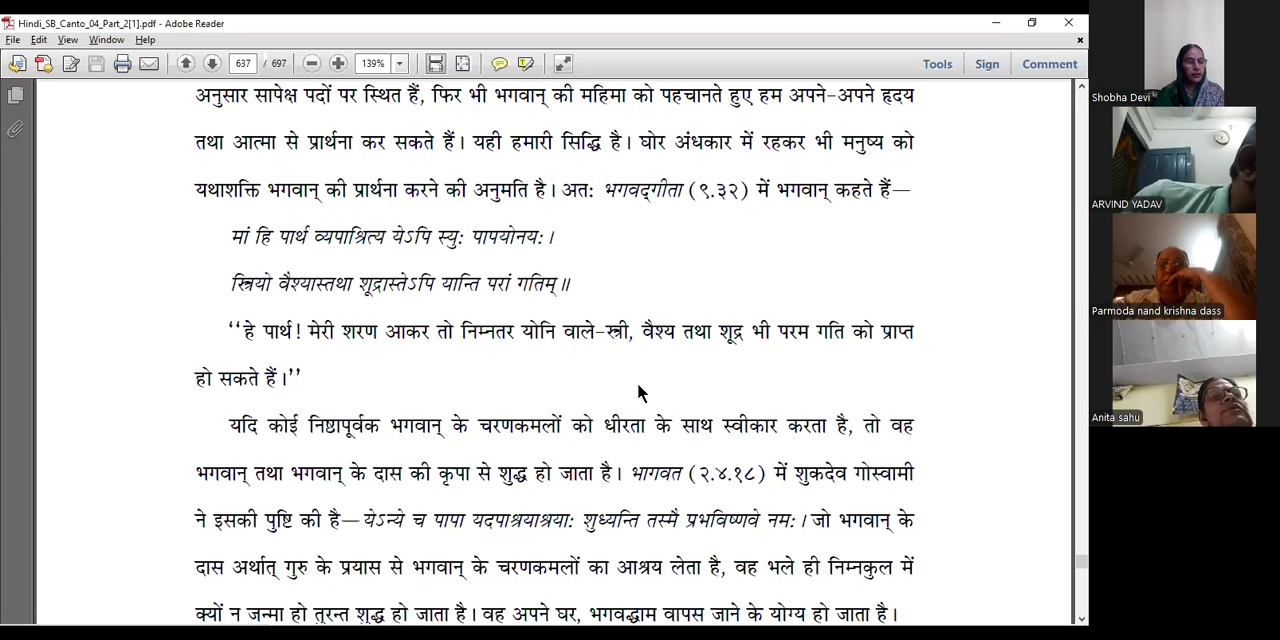 Hindi_SB_Canto_04_Part_2[1].pdf - Adobe Reader
File Edit View Window Help
637 / 697 139% Tools Sign Comment
अनुसार सापेक्ष पदों पर स्थित हैं, फिर भी भगवान् की महिमा को पहचानते हुए हम अपने-अपने हृदय
तथा आत्मा से प्रार्थना कर सकते हैं। यही हमारी सिद्धि है। घोर अंधकार में रहकर भी मनुष्य को
यथाशक्ति भगवान् की प्रार्थना करने की अनुमति है। अतः भगवद्गीता (९.३२) में भगवान् कहते हैं—
मां हि पार्थ व्यपाश्रित्य येऽपि स्युः पापयोनयः।
स्त्रियो वैश्यास्तथा शूद्रास्तेऽपि यान्ति परां गतिम्॥
‘‘हे पार्थ! मेरी शरण आकर तो निम्नतर योनि वाले-स्त्री, वैश्य तथा शूद्र भी परम गति को प्राप्त
हो सकते हैं।’’
यदि कोई निष्ठापूर्वक भगवान् के चरणकमलों को धीरता के साथ स्वीकार करता है, तो वह
भगवान् तथा भगवान् के दास की कृपा से शुद्ध हो जाता है। भागवत (२.४.१८) में शुकदेव गोस्वामी
ने इसकी पुष्टि की है—येऽन्ये च पापा यदपाश्रयाश्रयाः शुध्यन्ति तस्मै प्रभविष्णवे नमः। जो भगवान् के
दास अर्थात् गुरु के प्रयास से भगवान् के चरणकमलों का आश्रय लेता है, वह भले ही निम्नकुल में
क्यों न जन्मा हो तुरन्त शुद्ध हो जाता है। वह अपने घर, भगवद्धाम वापस जाने के योग्य हो जाता है।
Shobha Devi
ARVIND YADAV
Parmoda nand krishna dass
Anita sahu